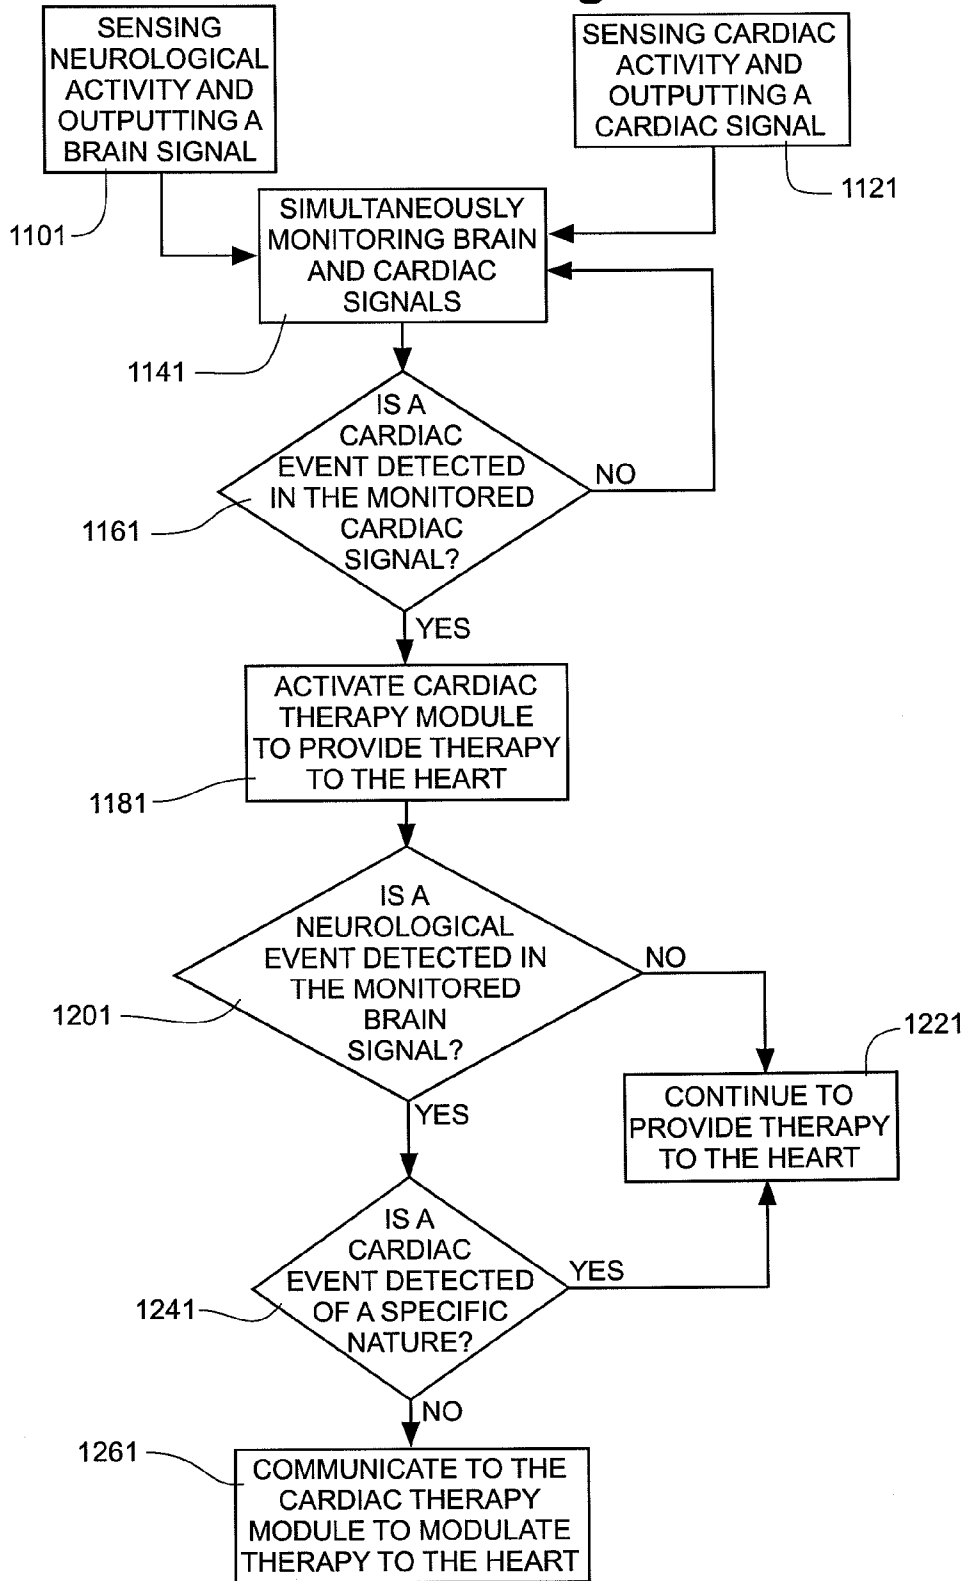 SENSING
NEUROLOGICAL
ACTIVITY AND
OUTPUTTING A
BRAIN SIGNAL
1101
SENSING CARDIAC
ACTIVITY AND
OUTPUTTING A
CARDIAC SIGNAL
1121
SIMULTANEOUSLY
MONITORING BRAIN
AND CARDIAC
SIGNALS
1141
IS A
CARDIAC
EVENT DETECTED
IN THE MONITORED
CARDIAC
SIGNAL?
NO
1161
YES
ACTIVATE CARDIAC
THERAPY MODULE
TO PROVIDE THERAPY
TO THE HEART
1181
IS A
NEUROLOGICAL
EVENT DETECTED IN
THE MONITORED
BRAIN
SIGNAL?
NO
1201
1221
CONTINUE TO
PROVIDE THERAPY
TO THE HEART
YES
IS A
CARDIAC
EVENT DETECTED
OF A SPECIFIC
NATURE?
YES
1241
NO
1261
COMMUNICATE TO THE
CARDIAC THERAPY
MODULE TO MODULATE
THERAPY TO THE HEART